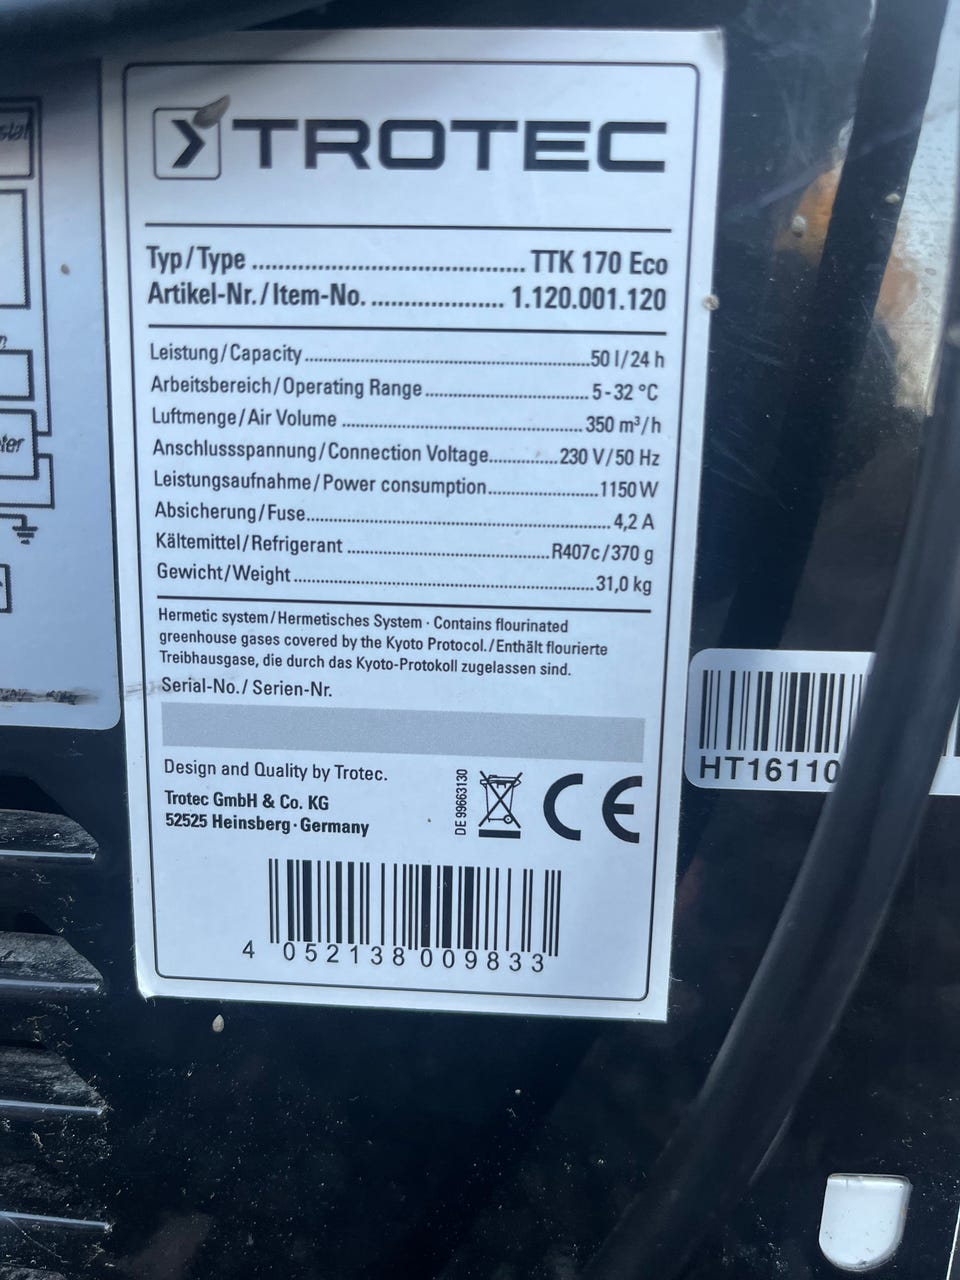 TROTEC
Typ/Type ........................................ TTK 170 Eco
Artikel-Nr./Item-No. ................... 1.120.001.120
Leistung/Capacity ................................................ 50 l/24 h
Arbeitsbereich/Operating Range ........................... 5-32 °C
Luftmenge/Air Volume ........................................ 350 m³/h
Anschlussspannung/Connection Voltage ............. 230 V/50 Hz
Leistungsaufnahme/Power consumption .................... 1150 W
Absicherung/Fuse .................................................... 4,2 A
Kältemittel/Refrigerant .................................... R407c/370 g
Gewicht/Weight .................................................... 31,0 kg
Hermetic system/Hermetisches System · Contains flourinated
greenhouse gases covered by the Kyoto Protocol./Enthält flourierte
Treibhausgase, die durch das Kyoto-Protokoll zugelassen sind.
Serial-No./ Serien-Nr.
Design and Quality by Trotec.
Trotec GmbH & Co. KG
52525 Heinsberg · Germany
DE 99663130
CE
4 052138 009833
HT16110